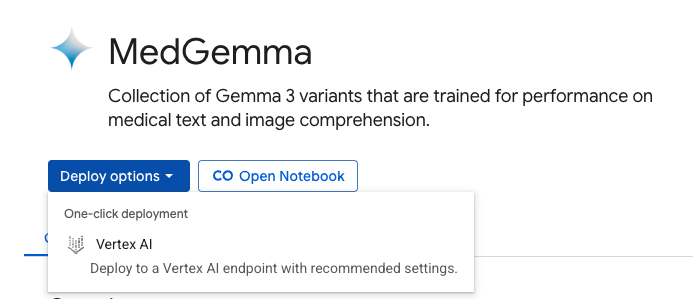 MedGemma
Collection of Gemma 3 variants that are trained for performance on
medical text and image comprehension.
Deploy options
Open Notebook
One-click deployment
Vertex AI
Deploy to a Vertex AI endpoint with recommended settings.